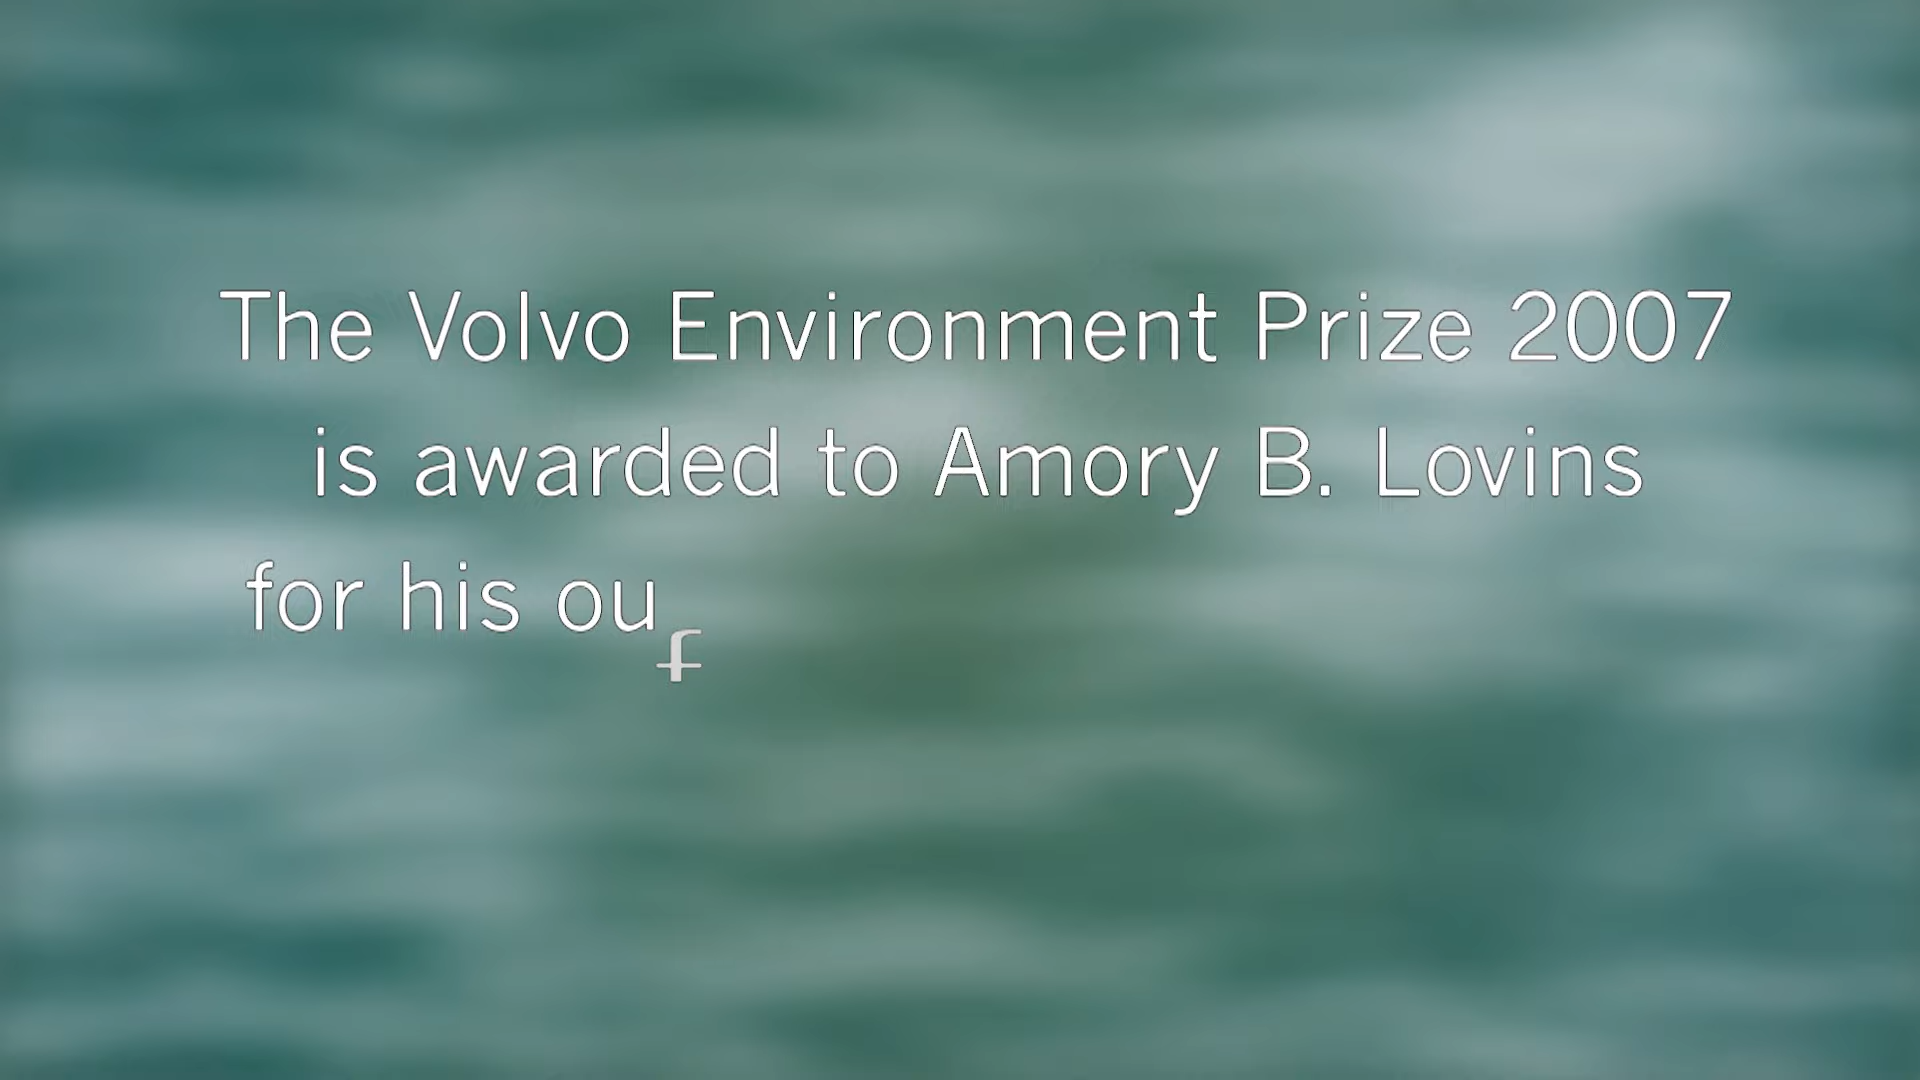 The Volvo Environment Prize 2007
is awarded to Amory B. Lovins
for his ou